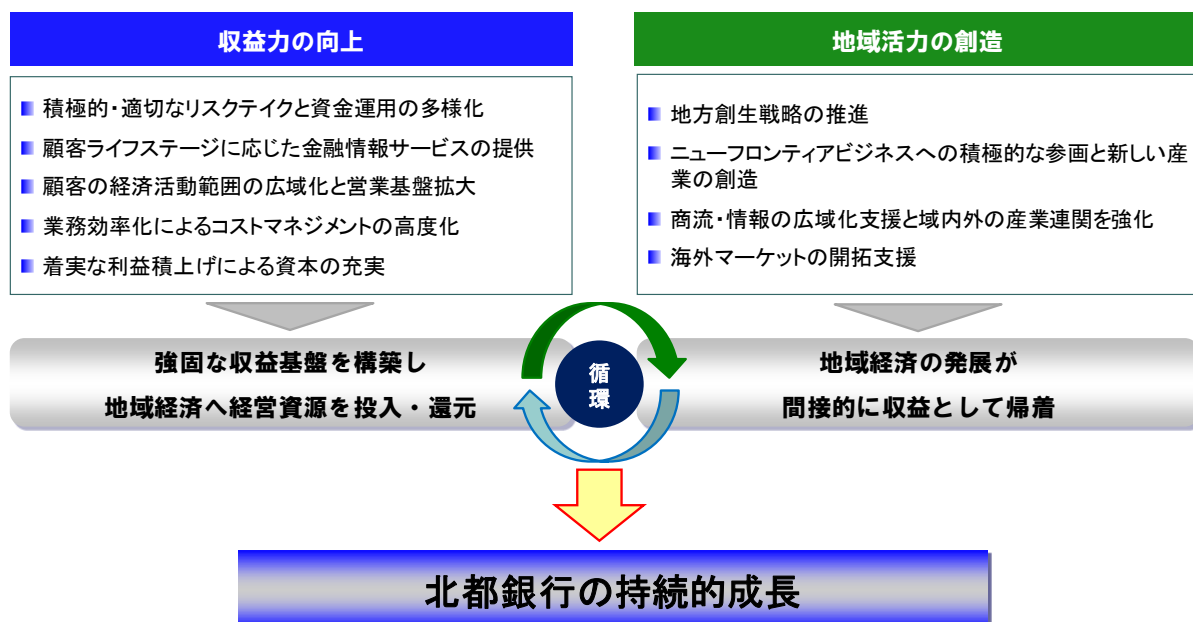 収益力の向上
積極的・適切なリスクテイクと資金運用の多様化
顧客ライフステージに応じた金融情報サービスの提供
顧客の経済活動範囲の広域化と営業基盤拡大
業務効率化によるコストマネジメントの高度化
着実な利益積上げによる資本の充実
地域活力の創造
地方創生戦略の推進
ニューフロンティアビジネスへの積極的な参画と新しい産
業の創造
商流・情報の広域化支援と域内外の産業連関を強化
海外マーケットの開拓支援
強固な収益基盤を構築し
地域経済へ経営資源を投入・還元
循
環
地域経済の発展が
間接的に収益として帰着
北都銀行の持続的成長